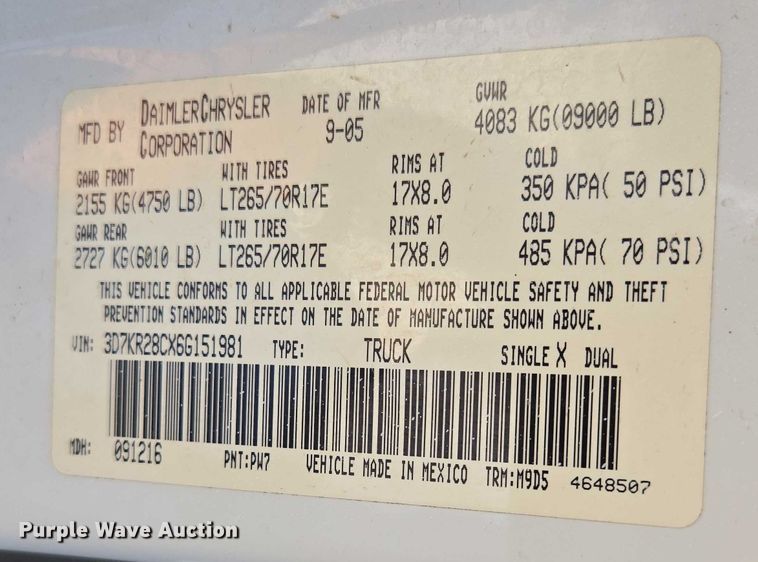 MFD BY DAIMLERCHRYSLER CORPORATION DATE OF MFR 9-05 GVWR 4083 KG(09000 LB)
GAWR FRONT WITH TIRES RIMS AT COLD
2155 KG(4750 LB) LT265/70R17E 17X8.0 350 KPA( 50 PSI)
GAWR REAR WITH TIRES RIMS AT COLD
2727 KG(6010 LB) LT265/70R17E 17X8.0 485 KPA( 70 PSI)
THIS VEHICLE CONFORMS TO ALL APPLICABLE FEDERAL MOTOR VEHICLE SAFETY AND THEFT
PREVENTION STANDARDS IN EFFECT ON THE DATE OF MANUFACTURE SHOWN ABOVE.
VIN: 3D7KR28CX6G151981 TYPE: TRUCK SINGLE X DUAL
MDH: 091216 PNT:PW7 VEHICLE MADE IN MEXICO TRM:M9D5 4648507
Purple Wave Auction